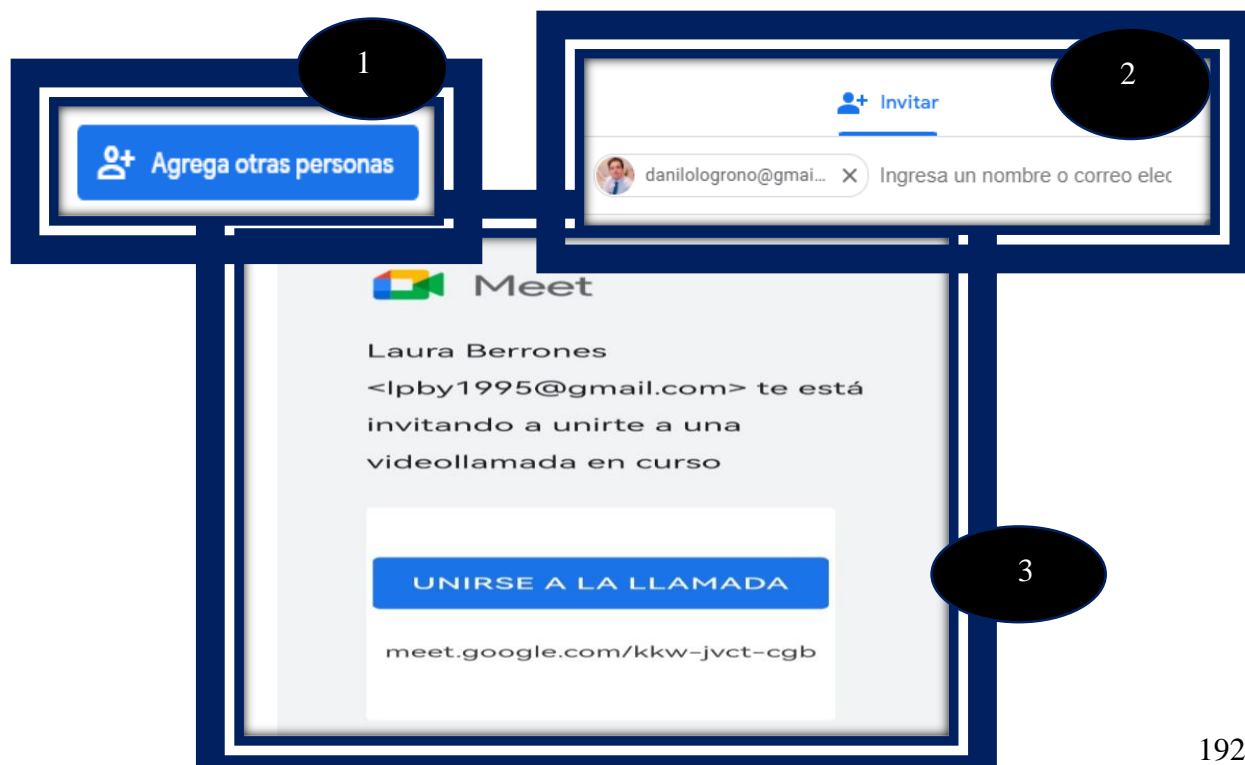 1
Agrega otras personas
2
Invitar
danilologrono@gmai... Ingresa un nombre o correo elec
Meet
Laura Berrones
<lpby1995@gmail.com> te está
invitando a unirte a una
videollamada en curso
UNIRSE A LA LLAMADA
meet.google.com/kkw-jvct-cgb
3
192